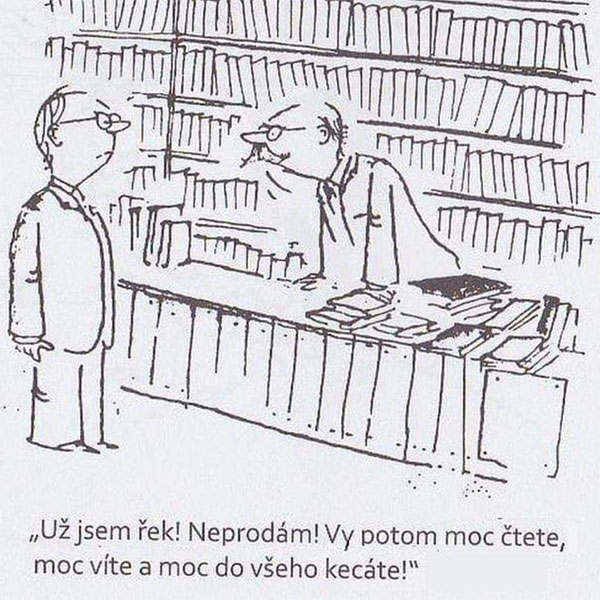 „Už jsem řek! Neprodám! Vy potom moc čtete,
moc víte a moc do všeho kecáte!“